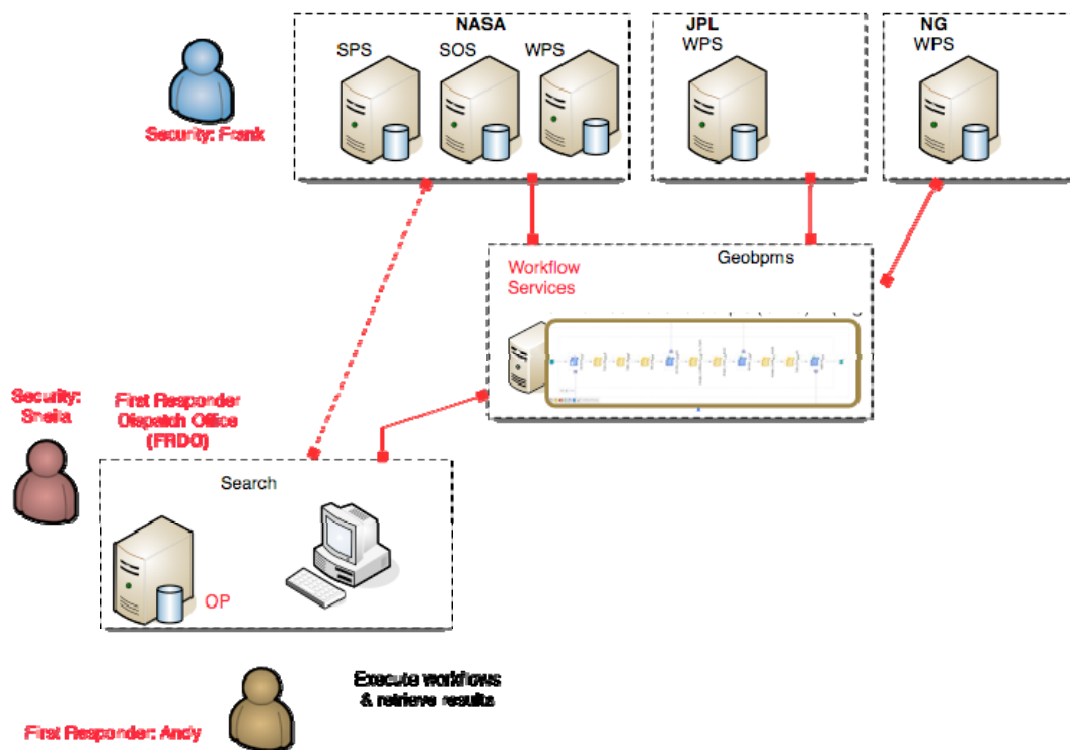 NASA
SPS
SOS
WPS
JPL
WPS
NG
WPS
Security: Frank
Geobpms
Workflow
Services
Security:
Sheila
First Responder
Dispatch Office
(FRDO)
Search
OP
Execute workflows
& retrieve results
First Responder: Andy